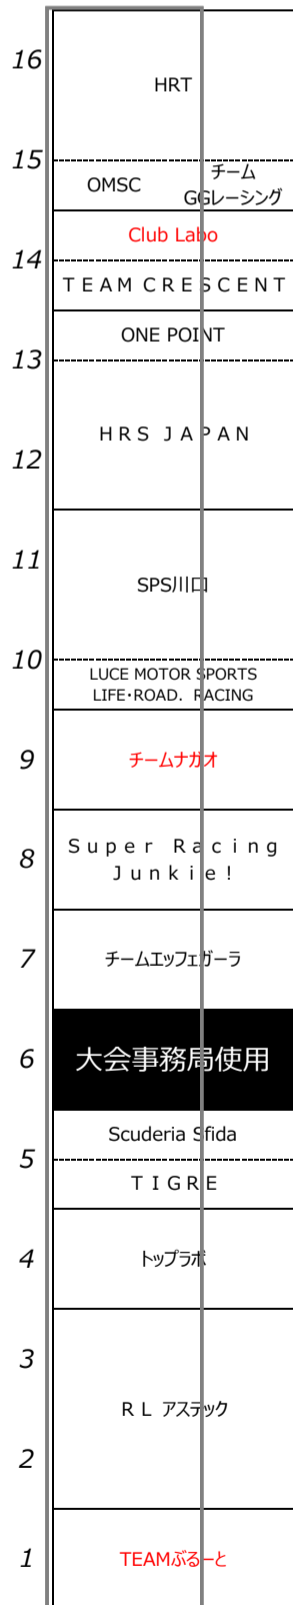 16
HRT
15
OMSC
チーム
GGレーシング
Club Labo
14
TEAM CRESCENT
ONE POINT
13
HRS JAPAN
12
11
SPS川口
10
LUCE MOTOR SPORTS
LIFE・ROAD. RACING
9
チームナガオ
8
Super Racing
Junkie!
7
チームエッフェガーラ
6
大会事務局使用
Scuderia Sfida
5
TIGRE
4
トップラボ
3
RL アステック
2
1
TEAMぶるーと